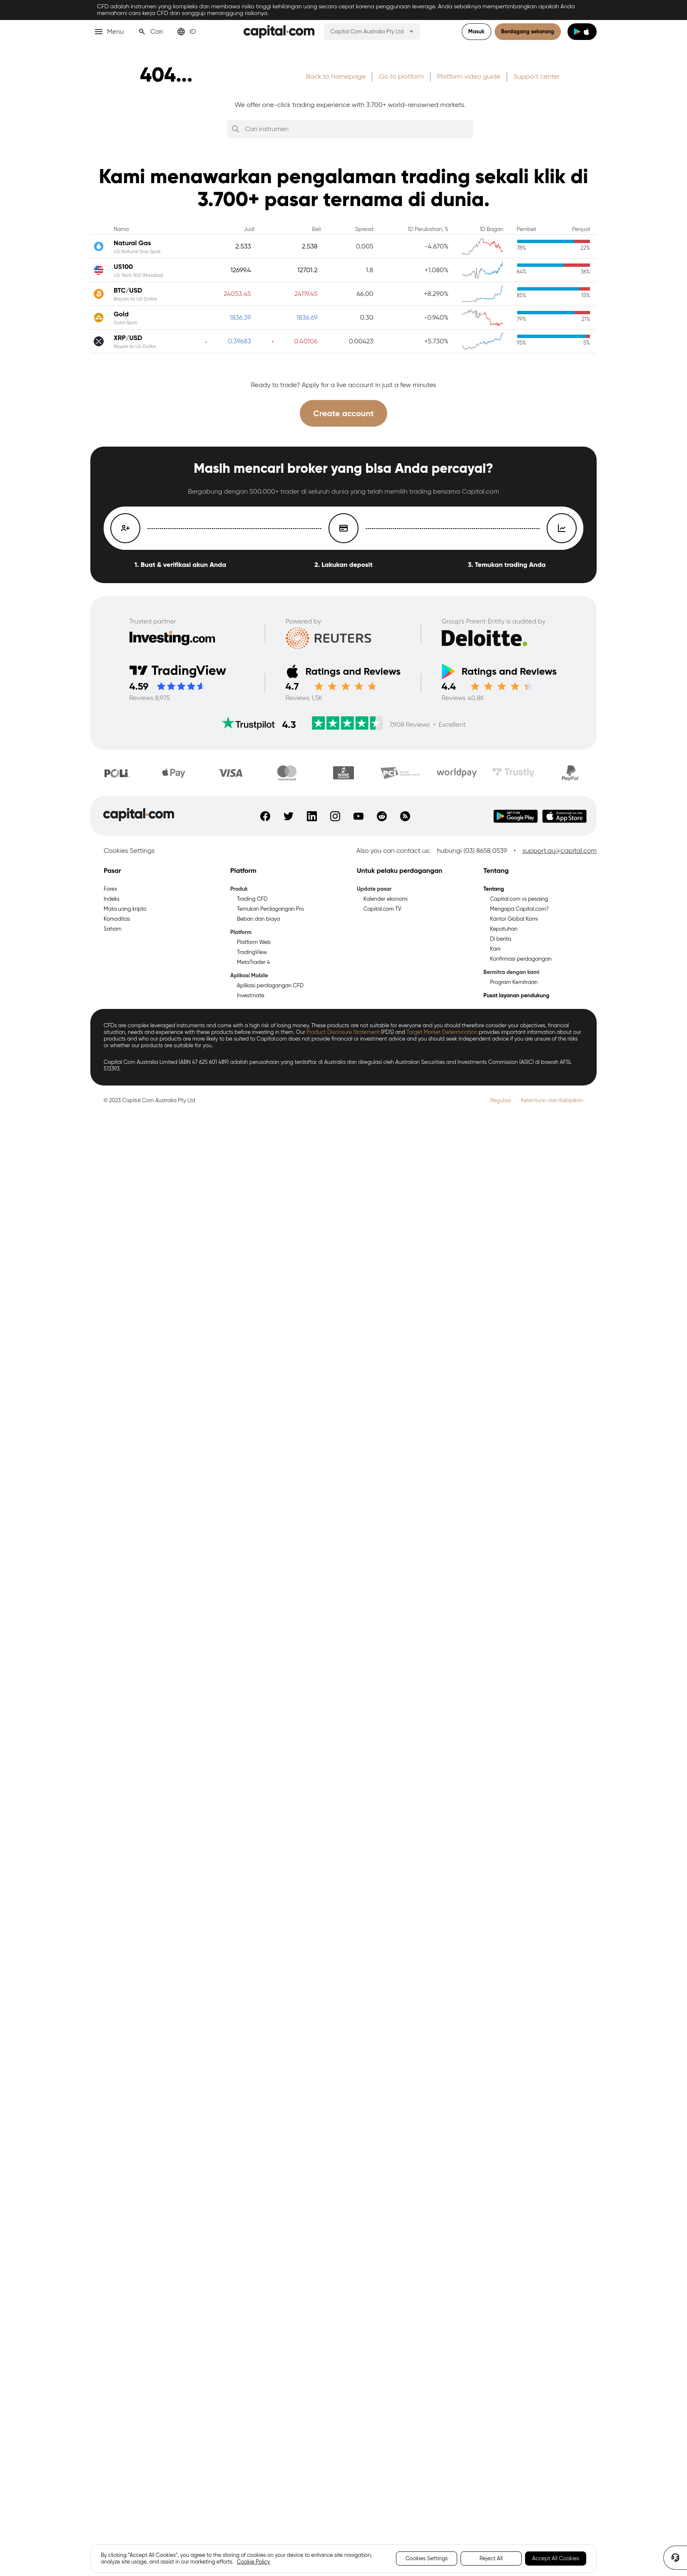 CFD adalah instrumen yang kompleks dan membawa risiko tinggi kehilangan uang secara cepat karena penggunaan leverage. Anda sebaiknya mempertimbangkan apakah Anda
memahami cara kerja CFD dan sanggup menanggung risikonya.
Menu Cari ID
capital.com
Capital Com Australia Pty Ltd
Masuk
Berdagang sekarang
404...
Back to Homepage
Go to platform
Platform video guide
Support center
We offer one-click trading experience with 3.700+ world-renowned markets.
Cari instrumen
Kami menawarkan pengalaman trading sekali klik di
3.700+ pasar ternama di dunia.
Nama Jual Beli Spread 1D Perubahan, % 1D Bagan Pembeli Penjual
Natural Gas 2.533 2.538 0.005 -4.670% 78% 22%
US Natural Gas Spot
US100 12699.4 12701.2 1.8 +1.080% 64% 36%
US Tech 100 (Nasdaq)
BTC/USD 24053.45 24119.45 66.00 +8.290% 85% 15%
Bitcoin to US Dollar
Gold 1836.39 1836.69 0.30 -0.940% 79% 21%
Gold Spot
XRP/USD 0.39683 0.40106 0.00423 +5.730% 95% 5%
Ripple to US Dollar
Ready to trade? Apply for a live account in just a few minutes
Create account
Masih mencari broker yang bisa Anda percayai?
Bergabung dengan 500.000+ trader di seluruh dunia yang telah memilih trading bersama Capital.com
1. Buat & verifikasi akun Anda
2. Lakukan deposit
3. Temukan trading Anda
Trusted partner
Investing.com
Powered by
REUTERS
Group's Parent Entity is audited by
Deloitte.
TradingView
4.59
Reviews 8,975
Ratings and Reviews
4.7
Reviews 1,5K
Ratings and Reviews
4.4
Reviews 40,8K
Trustpilot 4.3 7,908 Reviews • Excellent
POLi Pay VISA mastercard PCI worldpay Trustly PayPal
capital.com
GET IT ON
Google Play
Download on the
App Store
Cookies Settings
Also you can contact us: hubungi (03) 8658 0539 • support.au@capital.com
Pasar
Forex
Indeks
Mata uang kripto
Komoditas
Saham
Platform
Produk
Trading CFD
Temukan Perdagangan Pro
Beban dan biaya
Platform
Platform Web
TradingView
MetaTrader 4
Aplikasi Mobile
Aplikasi perdagangan CFD
Investmate
Untuk pelaku perdagangan
Update pasar
Kalender ekonomi
Capital.com TV
Tentang
Tentang
Capital.com vs pesaing
Mengapa Capital.com?
Kantor Global Kami
Kepatuhan
Di berita
Karir
Konfirmasi perdagangan
Bermitra dengan kami
Program Kemitraan
Pusat layanan pendukung
CFDs are complex leveraged instruments and come with a high risk of losing money. These products are not suitable for everyone and you should therefore consider your objectives, financial
situation, needs and experience with these products before investing in them. Our Product Disclosure Statement (PDS) and Target Market Determination provides important information about our
products and who our products are more likely to be suited to Capital.com does not provide financial or investment advice and you should seek independent advice if you are unsure of the risks
or whether our products are suitable for you.
Capital Com Australia Limited (ABN 47 625 601 489) adalah perusahaan yang terdaftar di Australia dan diregulasi oleh Australian Securities and Investments Commission (ASIC) di bawah AFSL
513393.
© 2023 Capital Com Australia Pty Ltd
Regulasi
Ketentuan dan Kebijakan
By clicking “Accept All Cookies”, you agree to the storing of cookies on your device to enhance site navigation,
analyze site usage, and assist in our marketing efforts. Cookie Policy
Cookies Settings
Reject All
Accept All Cookies